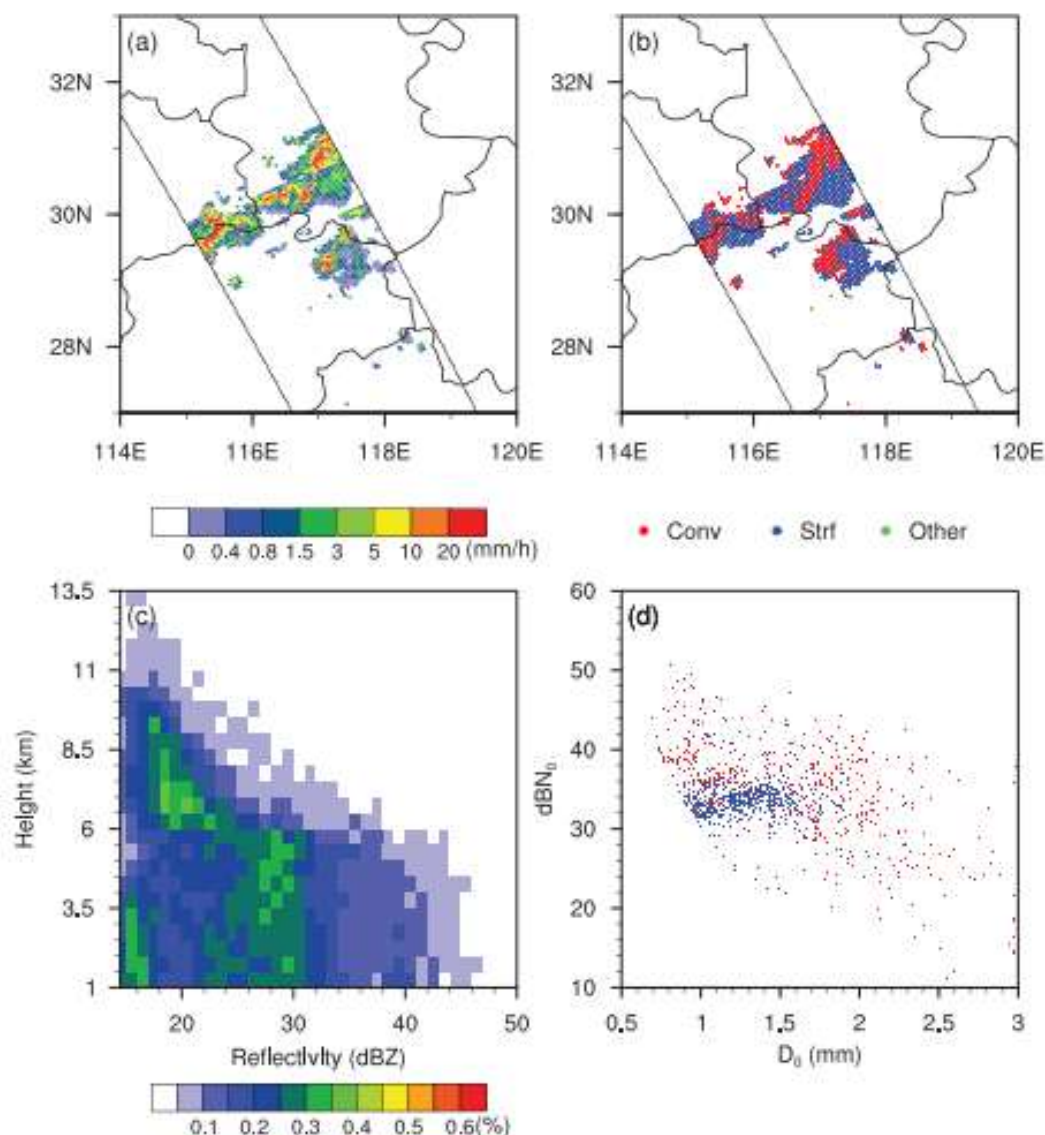 (a) (b)
32N 32N
30N 30N
28N 28N
114E 116E 118E 120E 114E 116E 118E 120E
0 0.4 0.8 1.5 3 5 10 20 (mm/h)
Conv Strf Other
(c) (d)
13.5 11 8.5 6 3.5 1
Height (km)
20 30 40 50
Reflectivity (dBZ)
0.1 0.2 0.3 0.4 0.5 0.6(%)
60 50 40 30 20 10
dBN0
0.5 1 1.5 2 2.5 3
D0 (mm)